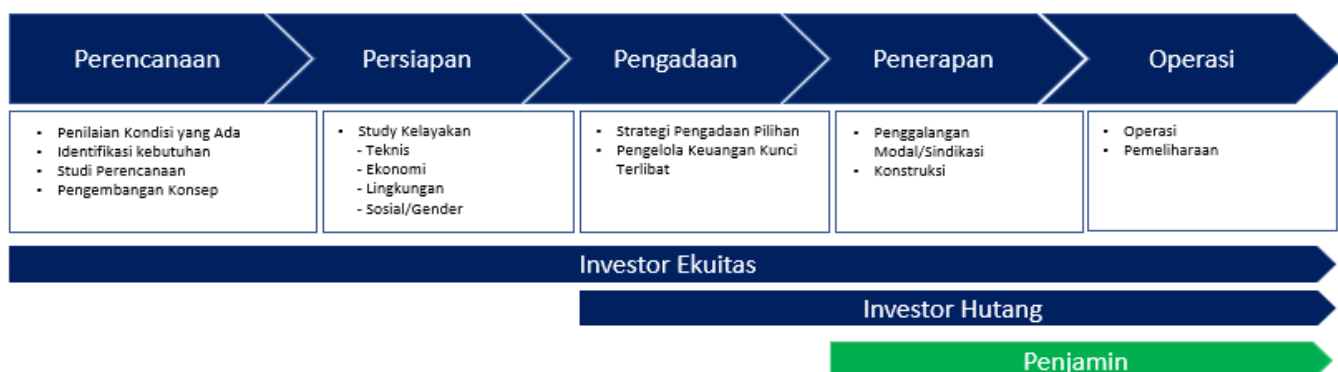 Perencanaan
Persiapan
Pengadaan
Penerapan
Operasi
▪ Penilaian Kondisi yang Ada
▪ Identifikasi kebutuhan
▪ Studi Perencanaan
▪ Pengembangan Konsep
▪ Study Kelayakan
- Teknis
- Ekonomi
- Lingkungan
- Sosial/Gender
▪ Strategi Pengadaan Pilihan
▪ Pengelola Keuangan Kunci
Terlibat
▪ Penggalangan
Modal/Sindikasi
▪ Konstruksi
▪ Operasi
▪ Pemeliharaan
Investor Ekuitas
Investor Hutang
Penjamin